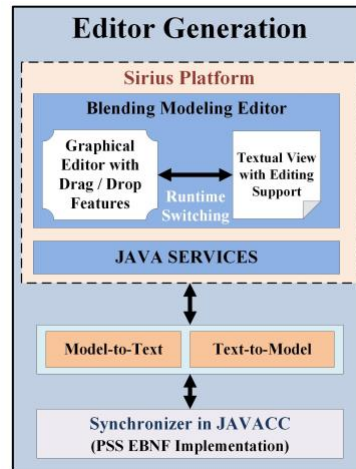 Editor Generation
Sirius Platform
Blending Modeling Editor
Graphical
Editor with
Drag / Drop
Features
Runtime
Switching
Textual View
with Editing
Support
JAVA SERVICES
Model-to-Text
Text-to-Model
Synchronizer in JAVACC
(PSS EBNF Implementation)